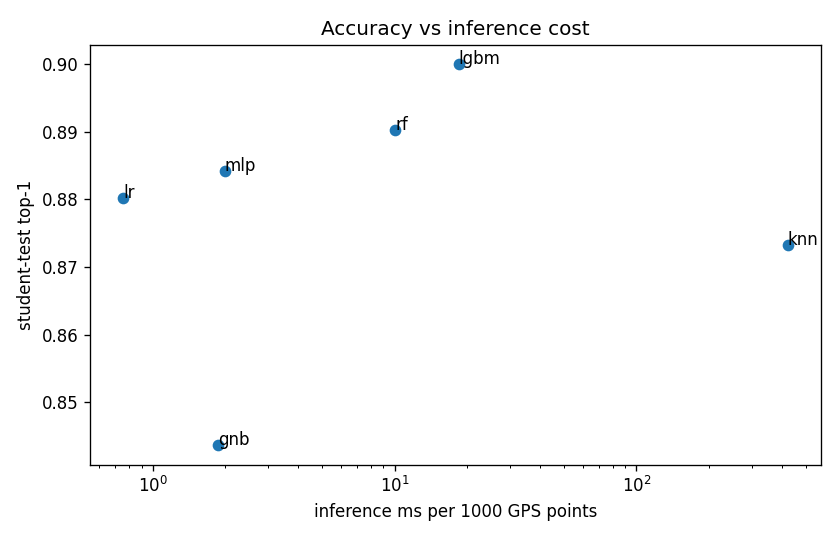 Accuracy vs inference cost
0.90
0.89
0.88
0.87
0.86
0.85
student-test top-1
lgbm
rf
mlp
lr
knn
gnb
10⁰
10¹
10²
inference ms per 1000 GPS points